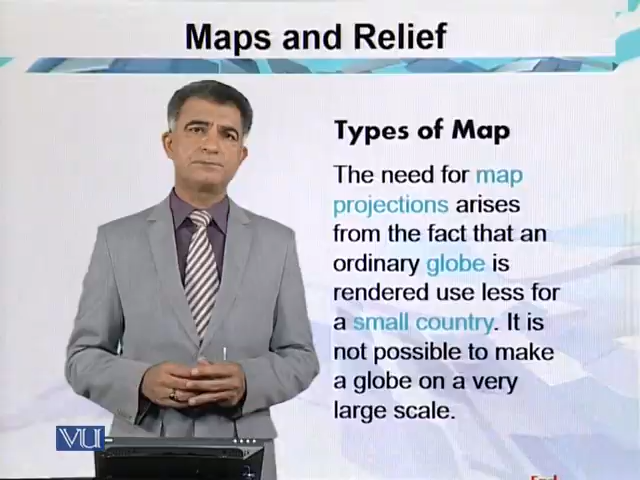 Maps and Relief
Types of Map
The need for map
projections arises
from the fact that an
ordinary globe is
rendered use less for
a small country. It is
not possible to make
a globe on a very
large scale.
VU